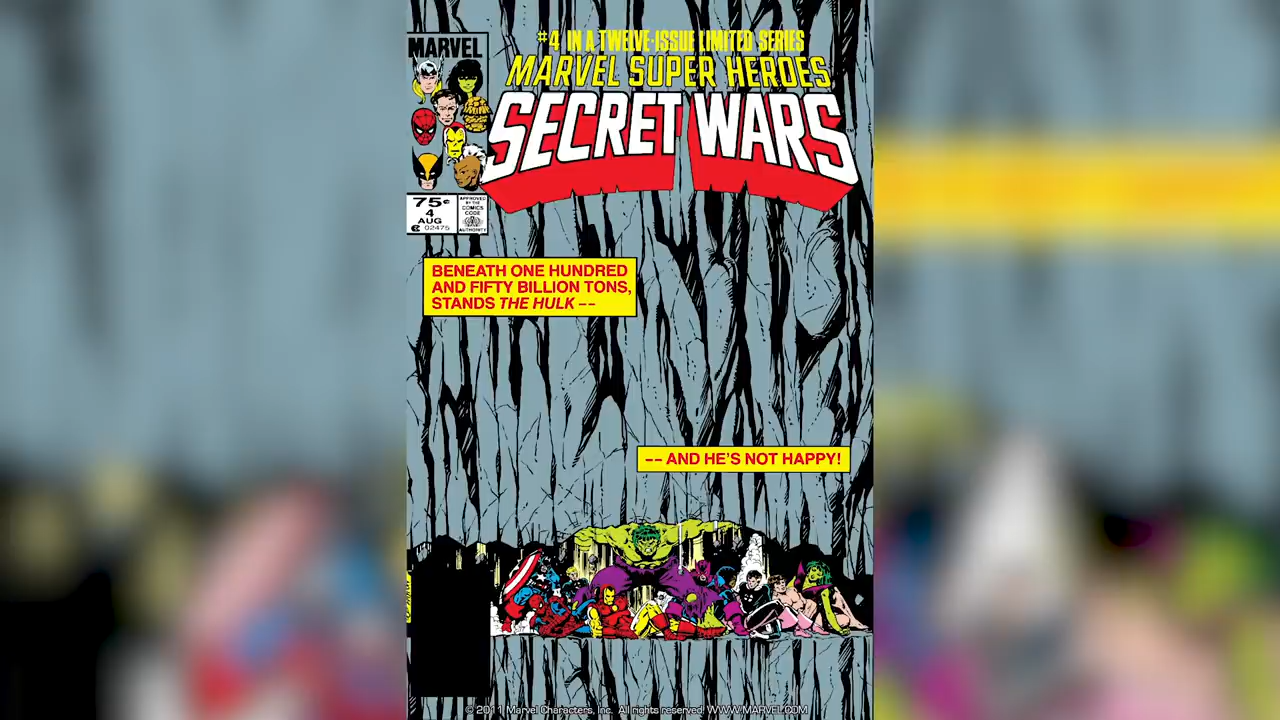 #4 IN A TWELVE-ISSUE LIMITED SERIES
MARVEL
MARVEL SUPER HEROES
SECRET WARS
TM
75¢
4
AUG
02475
APPROVED
BY THE
COMICS
CODE
AUTHORITY
BENEATH ONE HUNDRED
AND FIFTY BILLION TONS,
STANDS THE HULK --
-- AND HE'S NOT HAPPY!
© 2011 Marvel Characters, Inc. All rights reserved. WWW.MARVEL.COM